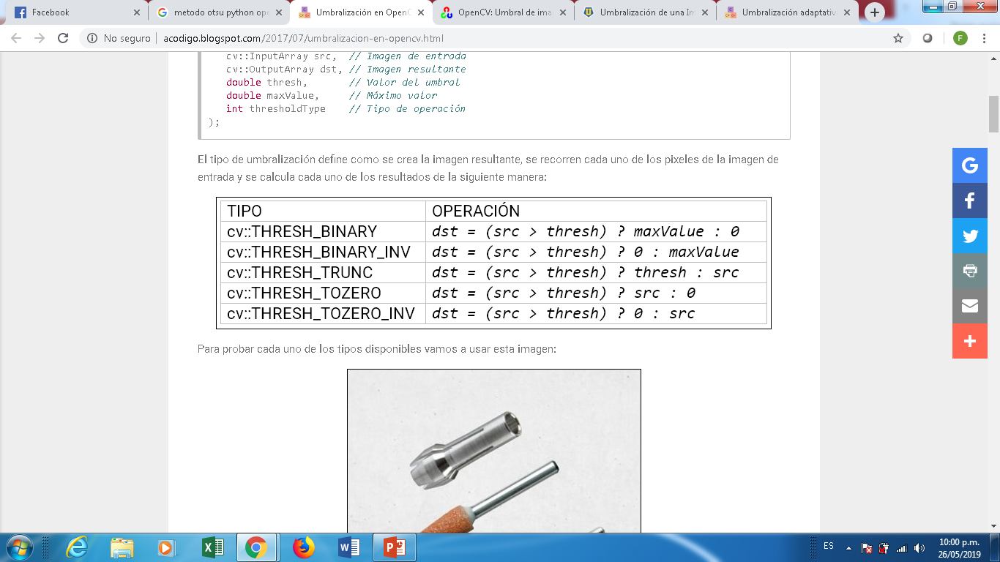 Facebook
metodo otsu python ope
Umbralización en OpenC
OpenCV: Umbral de ima
Umbralización de una Im
Umbralización adaptativ
No seguro | acodigo.blogspot.com/2017/07/umbralizacion-en-opencv.html
F
cv::InputArray src, // Imagen de entrada
cv::OutputArray dst, // Imagen resultante
double thresh, // Valor del umbral
double maxValue, // Máximo valor
int thresholdType // Tipo de operación
);
El tipo de umbralización define como se crea la imagen resultante, se recorren cada uno de los pixeles de la imagen de
entrada y se calcula cada uno de los resultados de la siguiente manera:
TIPO OPERACIÓN
cv::THRESH_BINARY dst = (src > thresh) ? maxValue : 0
cv::THRESH_BINARY_INV dst = (src > thresh) ? 0 : maxValue
cv::THRESH_TRUNC dst = (src > thresh) ? thresh : src
cv::THRESH_TOZERO dst = (src > thresh) ? src : 0
cv::THRESH_TOZERO_INV dst = (src > thresh) ? 0 : src
Para probar cada uno de los tipos disponibles vamos a usar esta imagen:
ES
10:00 p.m.
26/05/2019